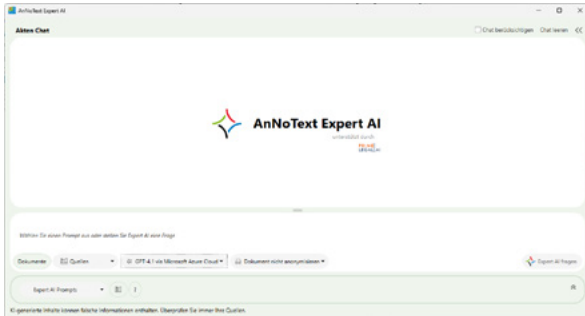 AnNoText Expert AI
Akten Chat
Chat berücksichtigen Chat leeren
AnNoText Expert AI
unterstützt durch
Wählen Sie einen Prompt aus oder stellen Sie Expert AI eine Frage
Dokumente Quellen GPT-4.1 via Microsoft Azure Cloud Dokument nicht anonymisieren Expert AI fragen
Expert AI Prompts
KI-generierte Inhalte können falsche Informationen enthalten. Überprüfen Sie immer Ihre Quellen.